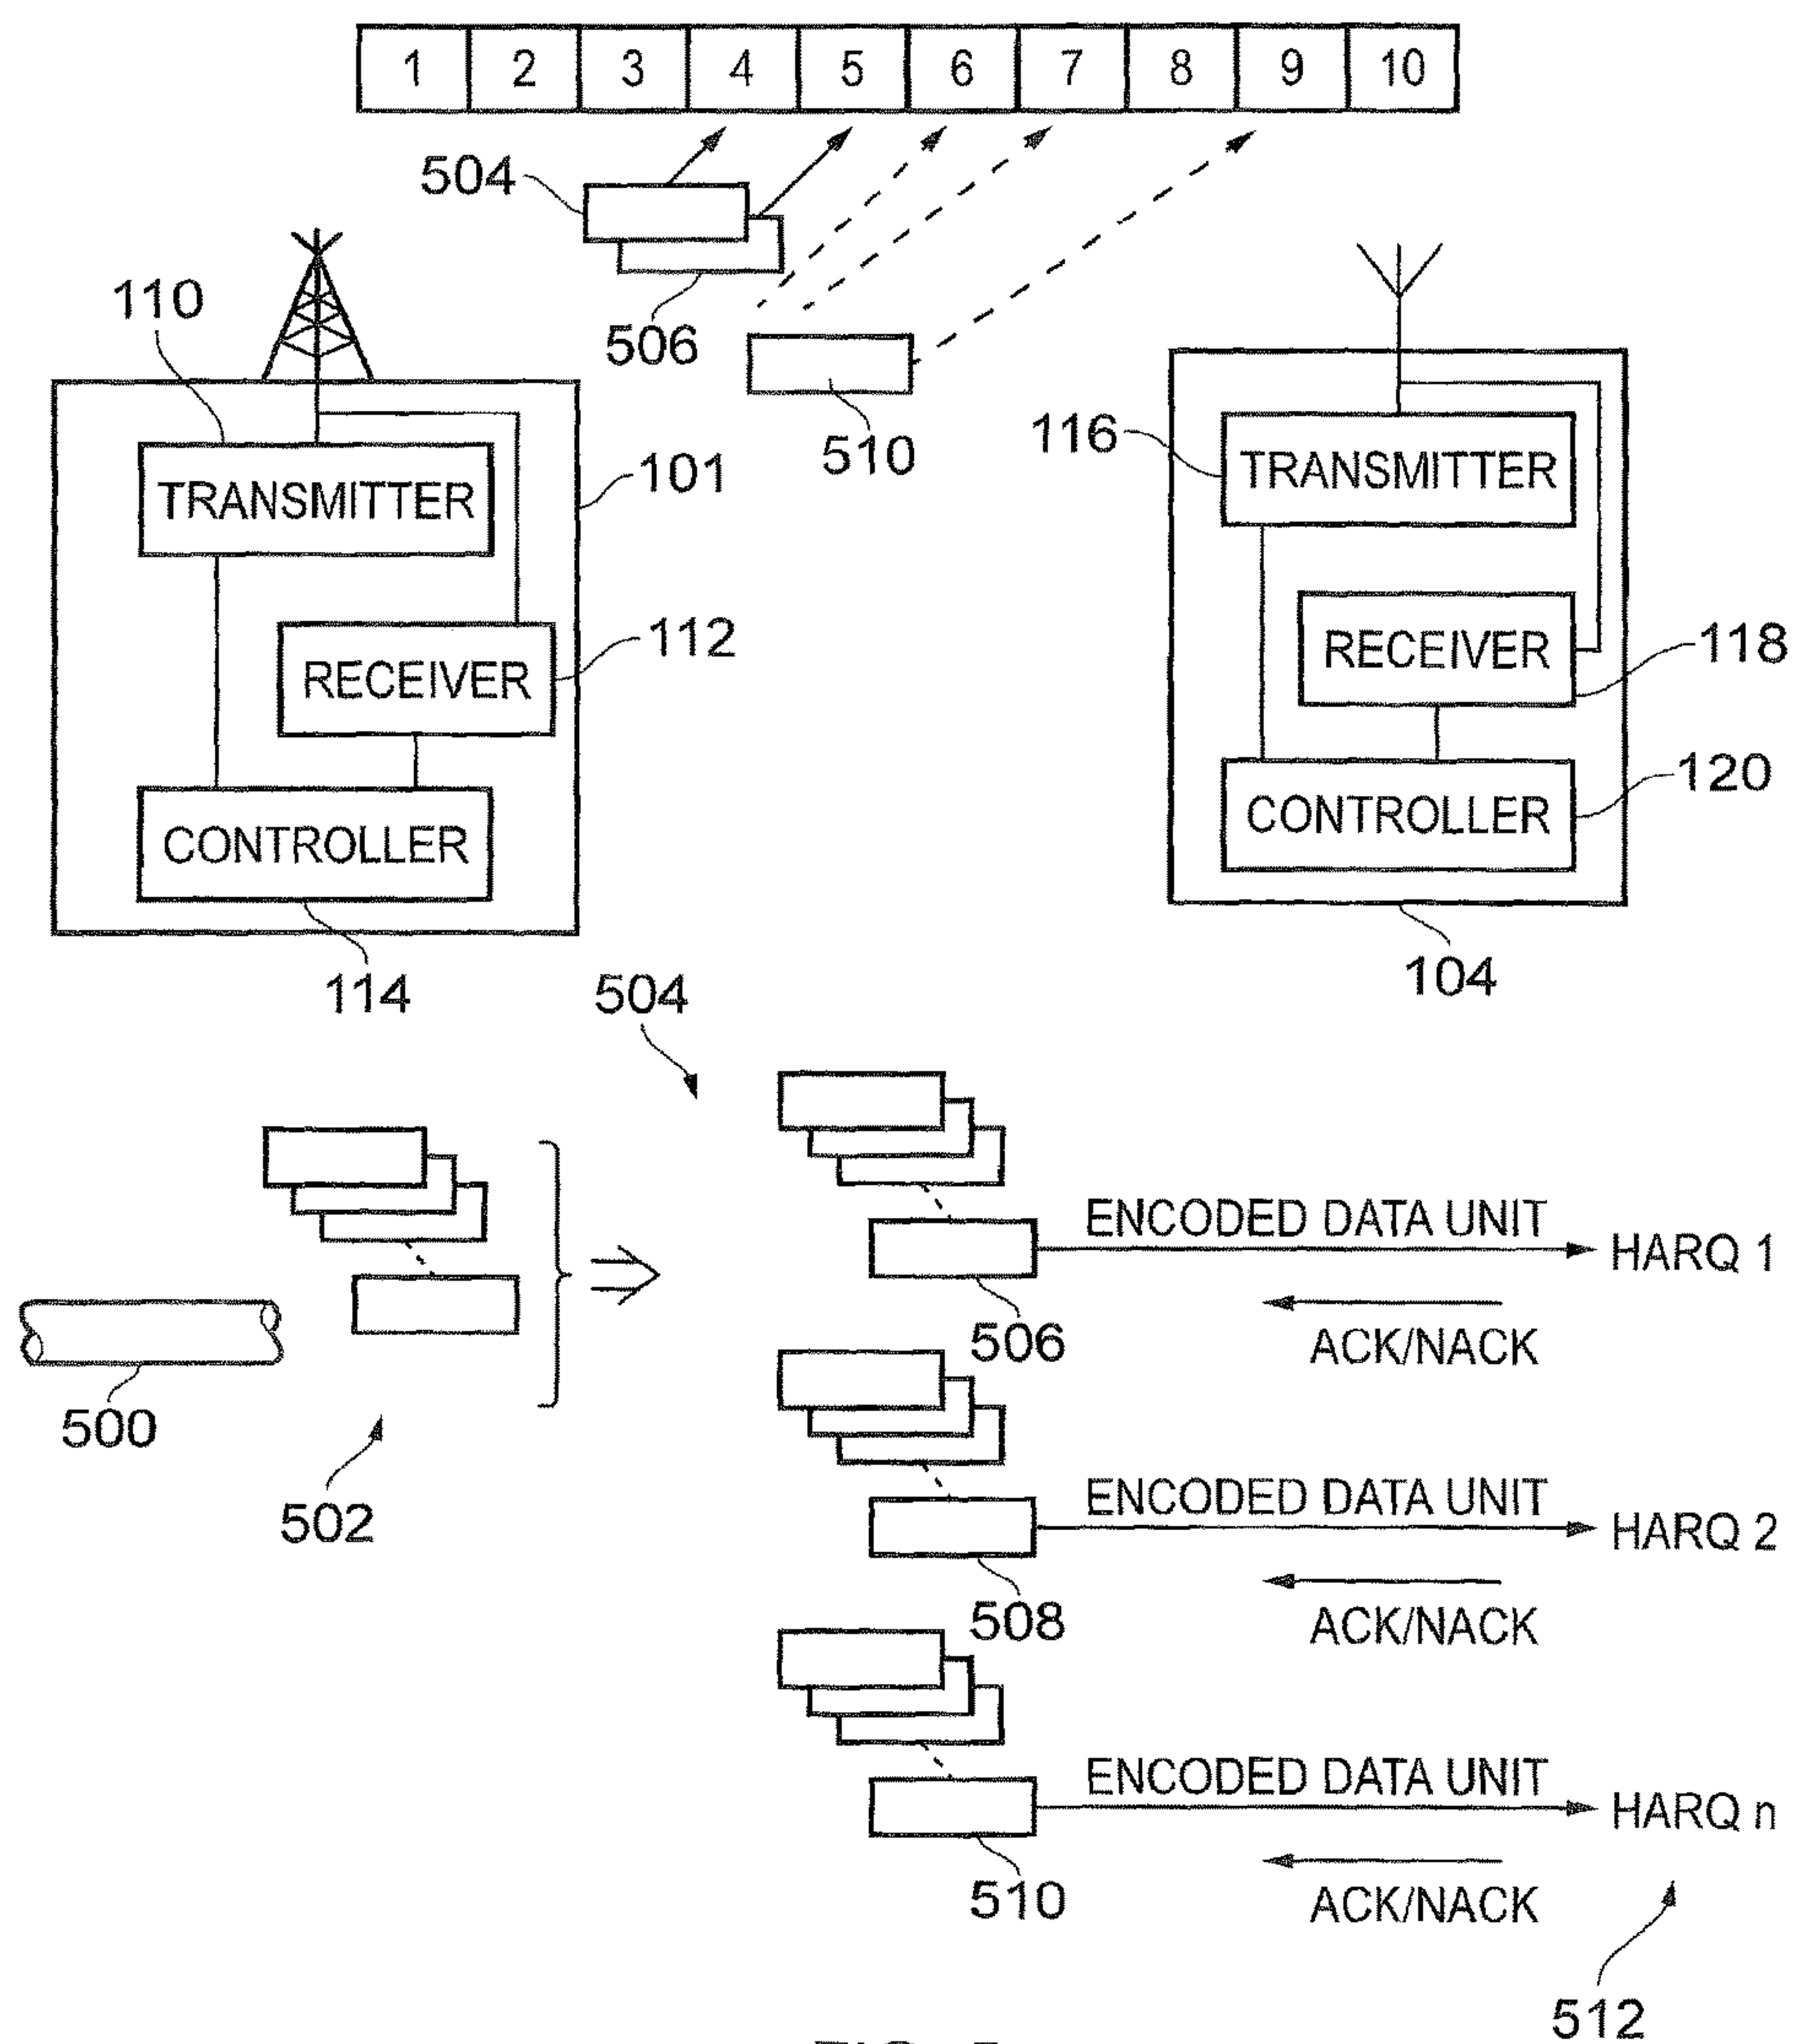 1 2 3 4 5 6 7 8 9 10
504
506
510
110
TRANSMITTER
101
RECEIVER
112
CONTROLLER
114
116
TRANSMITTER
RECEIVER
118
CONTROLLER
120
104
504
500
502
ENCODED DATA UNIT
HARQ 1
506
ACK/NACK
ENCODED DATA UNIT
HARQ 2
508
ACK/NACK
ENCODED DATA UNIT
HARQ n
510
ACK/NACK
512